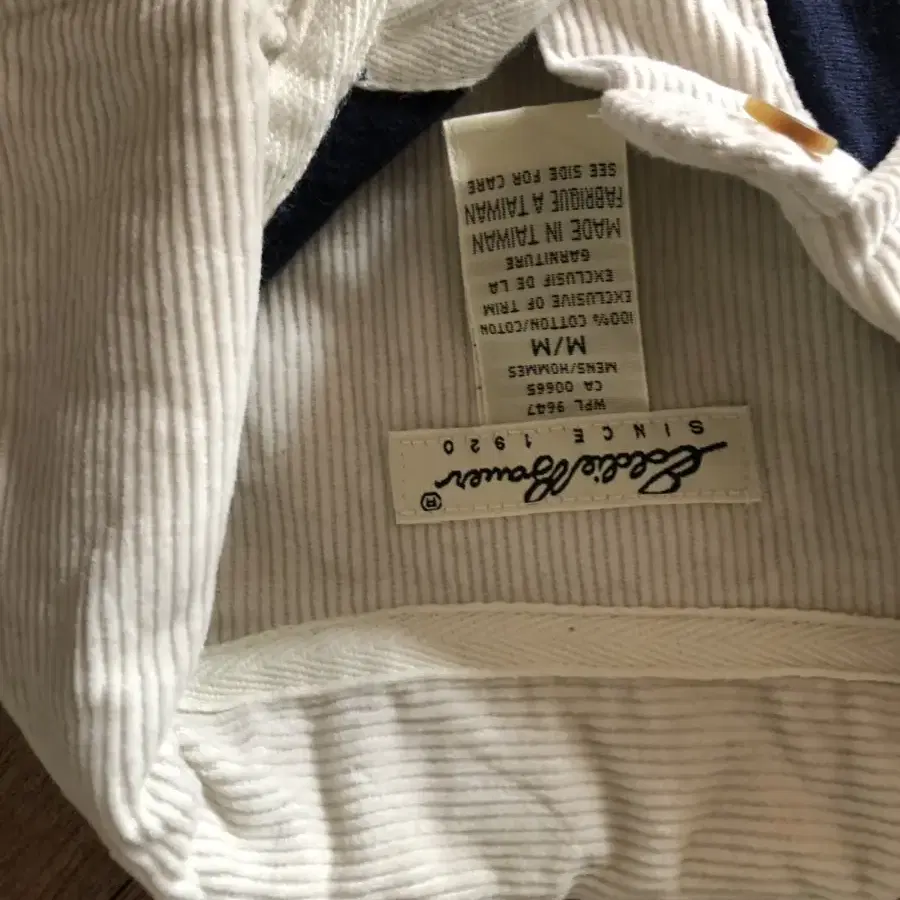 Eddie Bauer®
SINCE 1920
WPL 9647
CA 00665
MENS/HOMMES
M/M
100% COTTON/COTON
EXCLUSIVE OF TRIM
EXCLUSIF DE LA
GARNITURE
MADE IN TAIWAN
FABRIQUE A TAIWAN
SEE SIDE FOR CARE